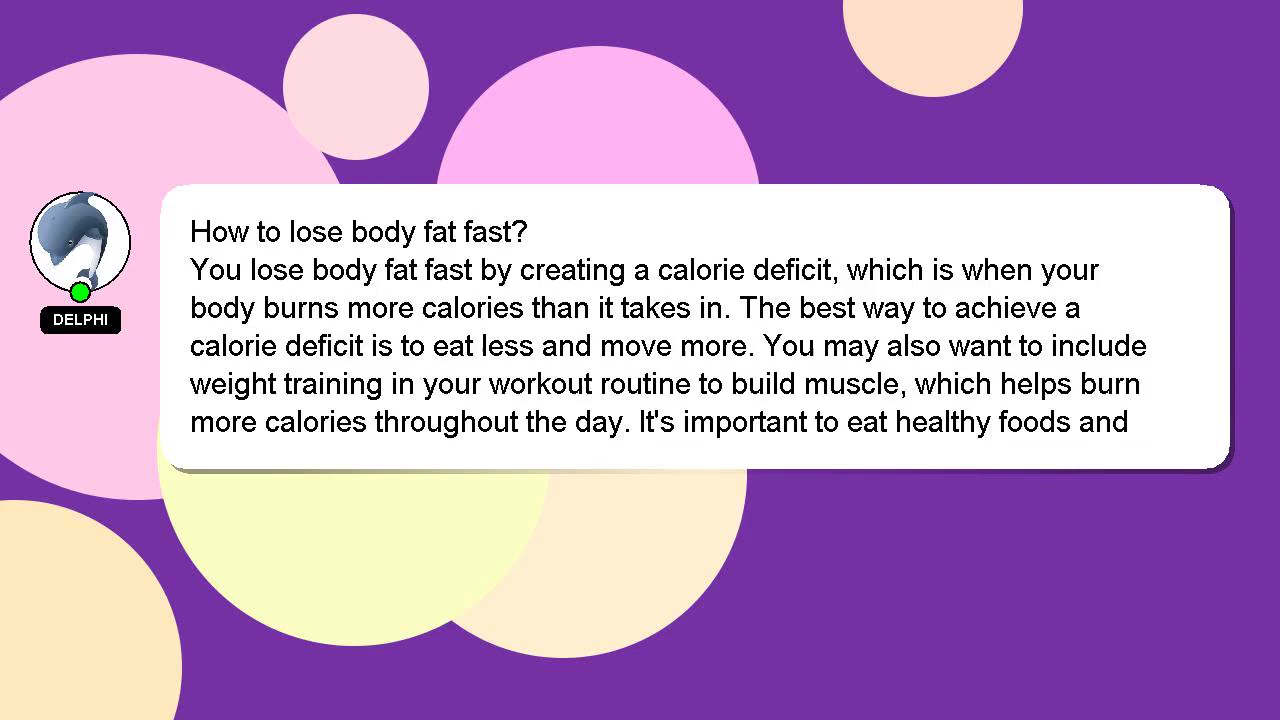 How to lose body fat fast?
You lose body fat fast by creating a calorie deficit, which is when your
body burns more calories than it takes in. The best way to achieve a
calorie deficit is to eat less and move more. You may also want to include
weight training in your workout routine to build muscle, which helps burn
more calories throughout the day. It's important to eat healthy foods and
DELPHI